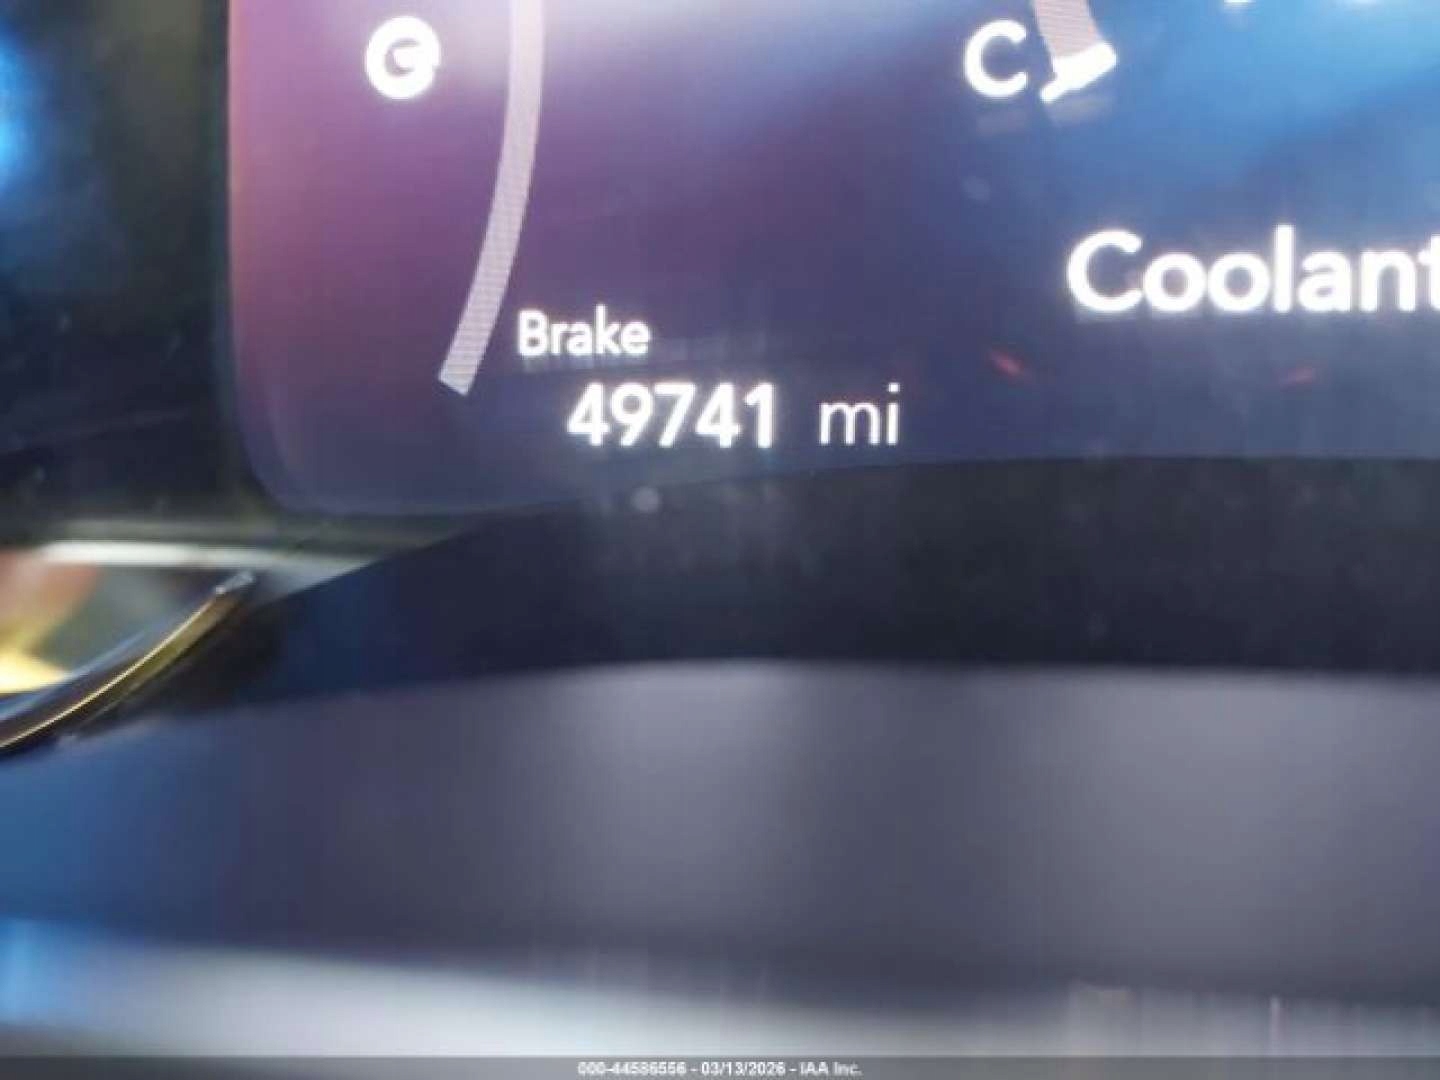 C
Coolant
Brake
49741 mi
000-44586556 - 03/13/2026 - IAA Inc.